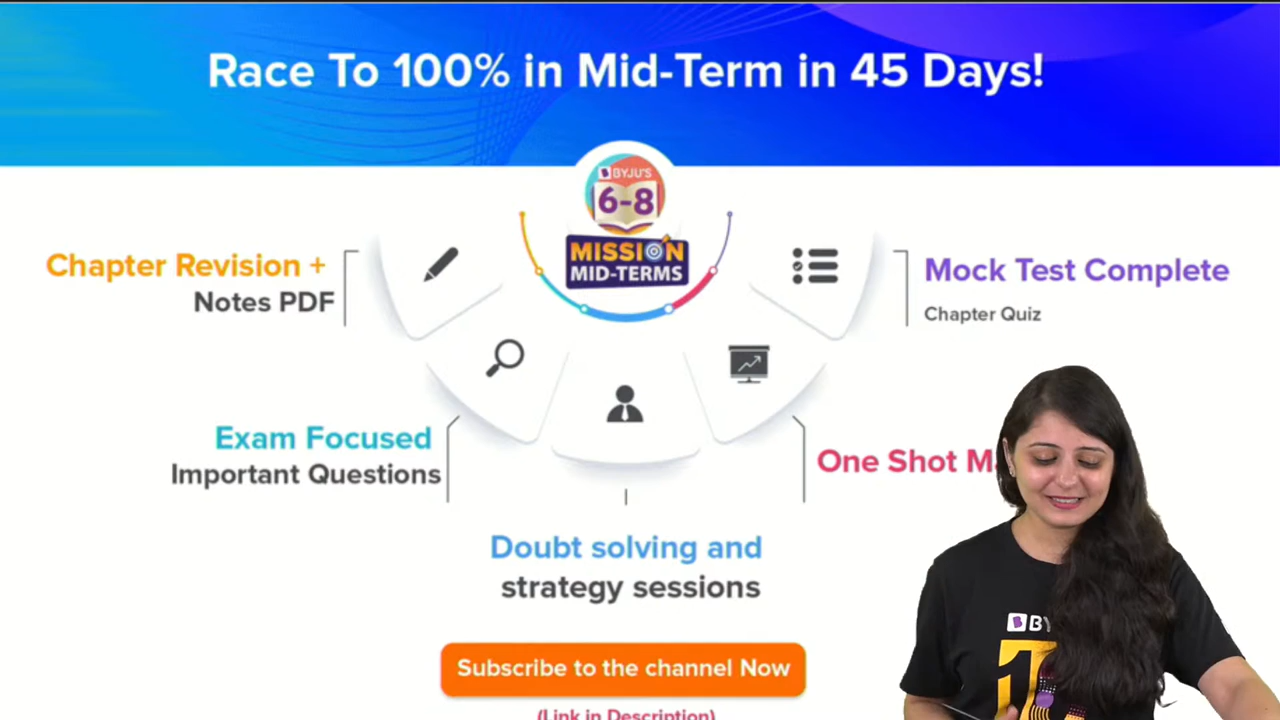 Race To 100% in Mid-Term in 45 Days!
BYJU'S
6-8
MISSION
MID-TERMS
Chapter Revision +
Notes PDF
Mock Test Complete
Chapter Quiz
Exam Focused
Important Questions
One Shot
Doubt solving and
strategy sessions
Subscribe to the channel Now
(Link in Description)